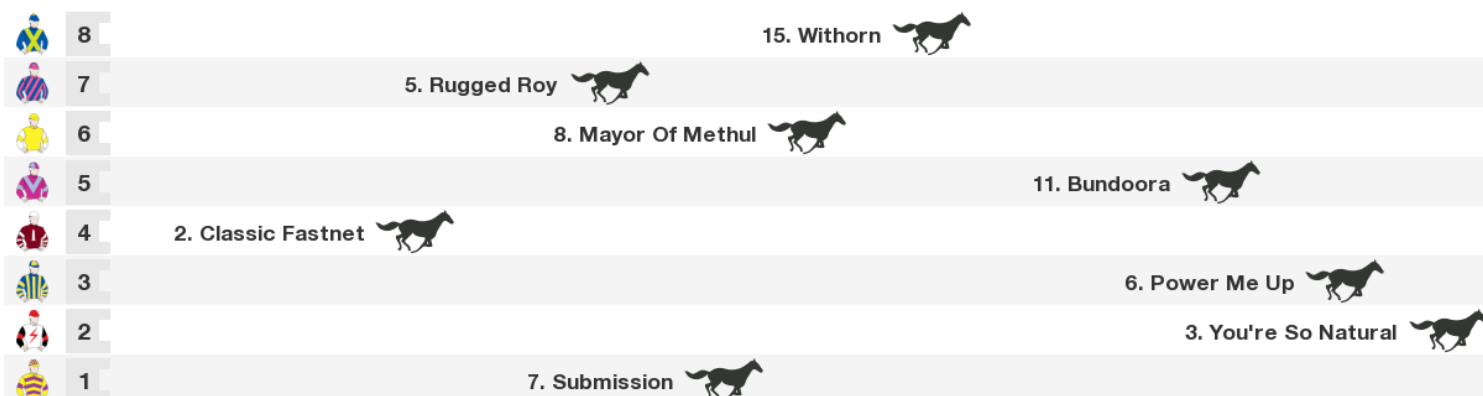 8 15. Withorn
7 5. Rugged Roy
6 8. Mayor Of Methul
5 11. Bundoora
4 2. Classic Fastnet
3 6. Power Me Up
2 3. You're So Natural
1 7. Submission